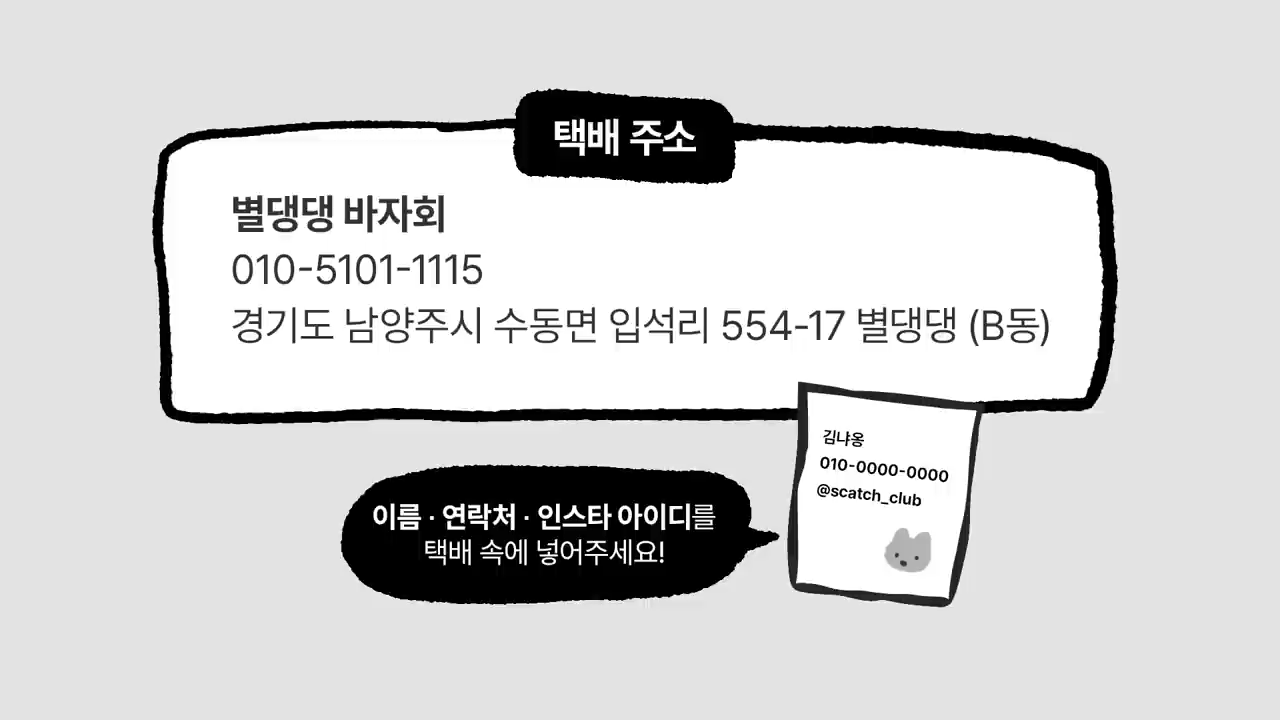 택배 주소
별댕댕 바자회
010-5101-1115
경기도 남양주시 수동면 입석리 554-17 별댕댕 (B동)
김냐옹
010-0000-0000
@scatch_club
이름 · 연락처 · 인스타 아이디를
택배 속에 넣어주세요!